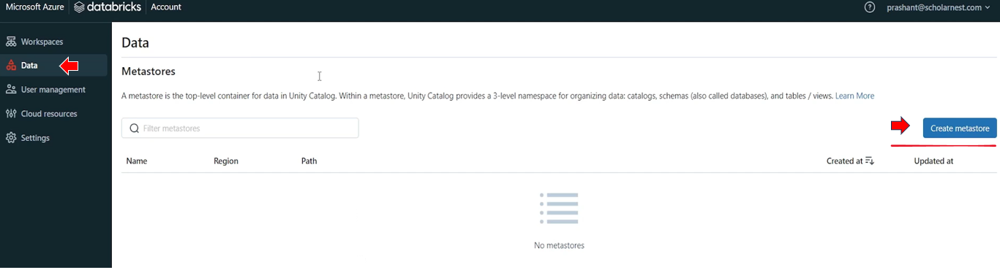 Microsoft Azure databricks Account ? prashant@scholarnest.com
Workspaces
Data
User management
Cloud resources
Settings
Data
Metastores
A metastore is the top-level container for data in Unity Catalog. Within a metastore, Unity Catalog provides a 3-level namespace for organizing data: catalogs, schemas (also called databases), and tables / views. Learn More
Filter metastores
Create metastore
Name Region Path Created at Updated at
No metastores